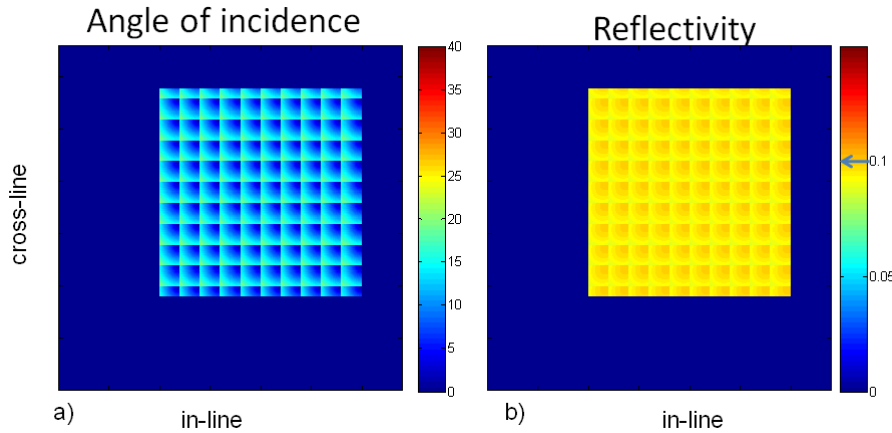 Angle of incidence
Reflectivity
40
35
30
25
20
15
10
5
0
0.1
0.05
0
cross-line
a)
in-line
b)
in-line